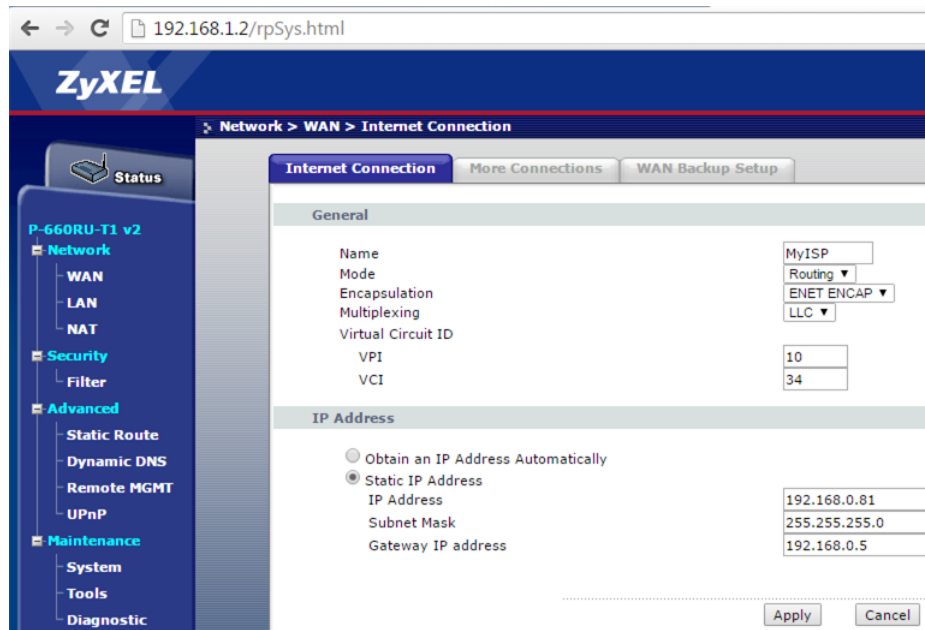 192.168.1.2/rpSys.html
ZyXEL
Network > WAN > Internet Connection
Status
Internet Connection More Connections WAN Backup Setup
P-660RU-T1 v2
Network
WAN
LAN
NAT
Security
Filter
Advanced
Static Route
Dynamic DNS
Remote MGMT
UPnP
Maintenance
System
Tools
Diagnostic
General
Name MyISP
Mode Routing
Encapsulation ENET ENCAP
Multiplexing LLC
Virtual Circuit ID
VPI 10
VCI 34
IP Address
Obtain an IP Address Automatically
Static IP Address
IP Address 192.168.0.81
Subnet Mask 255.255.255.0
Gateway IP address 192.168.0.5
Apply Cancel